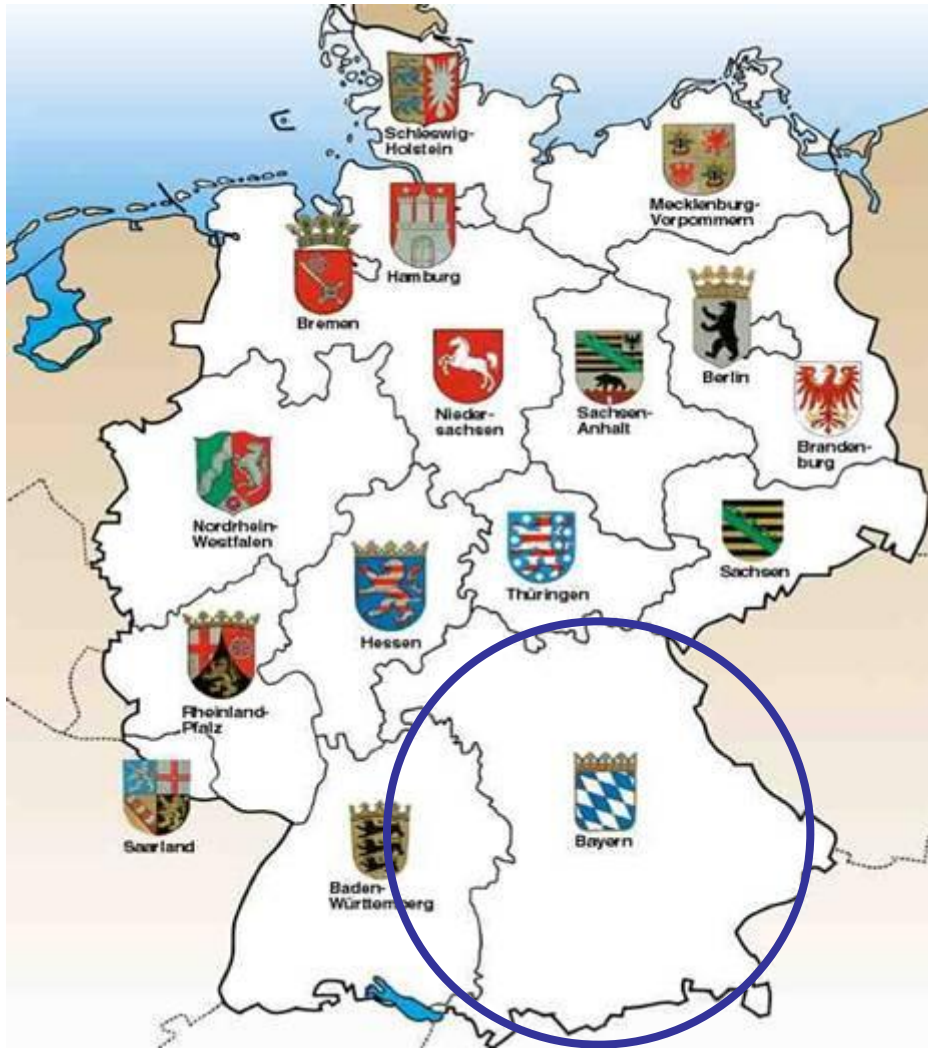 Schleswig-
Holstein
Mecklenburg-
Vorpommern
Hamburg
Bremen
Berlin
Nieder-
sachsen
Sachsen-
Anhalt
Branden-
burg
Nordrhein-
Westfalen
Sachsen
Thüringen
Hessen
Rheinland-
Pfalz
Saarland
Bayern
Baden-
Württemberg